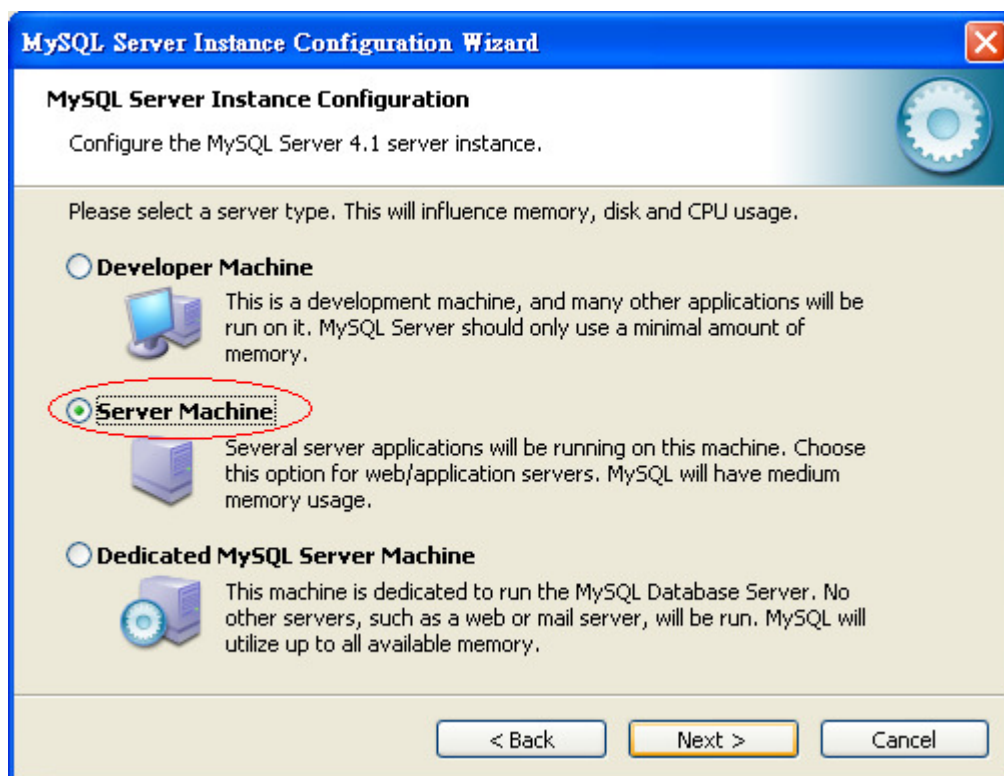 MySQL Server Instance Configuration Wizard
MySQL Server Instance Configuration
Configure the MySQL Server 4.1 server instance.
Please select a server type. This will influence memory, disk and CPU usage.
Developer Machine
This is a development machine, and many other applications will be
run on it. MySQL Server should only use a minimal amount of
memory.
Server Machine
Several server applications will be running on this machine. Choose
this option for web/application servers. MySQL will have medium
memory usage.
Dedicated MySQL Server Machine
This machine is dedicated to run the MySQL Database Server. No
other servers, such as a web or mail server, will be run. MySQL will
utilize up to all available memory.
< Back
Next >
Cancel